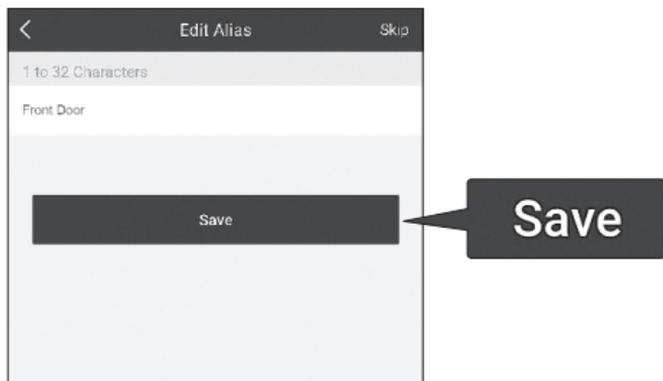 Edit Alias Skip
1 to 32 Characters
Front Door
Save
Save